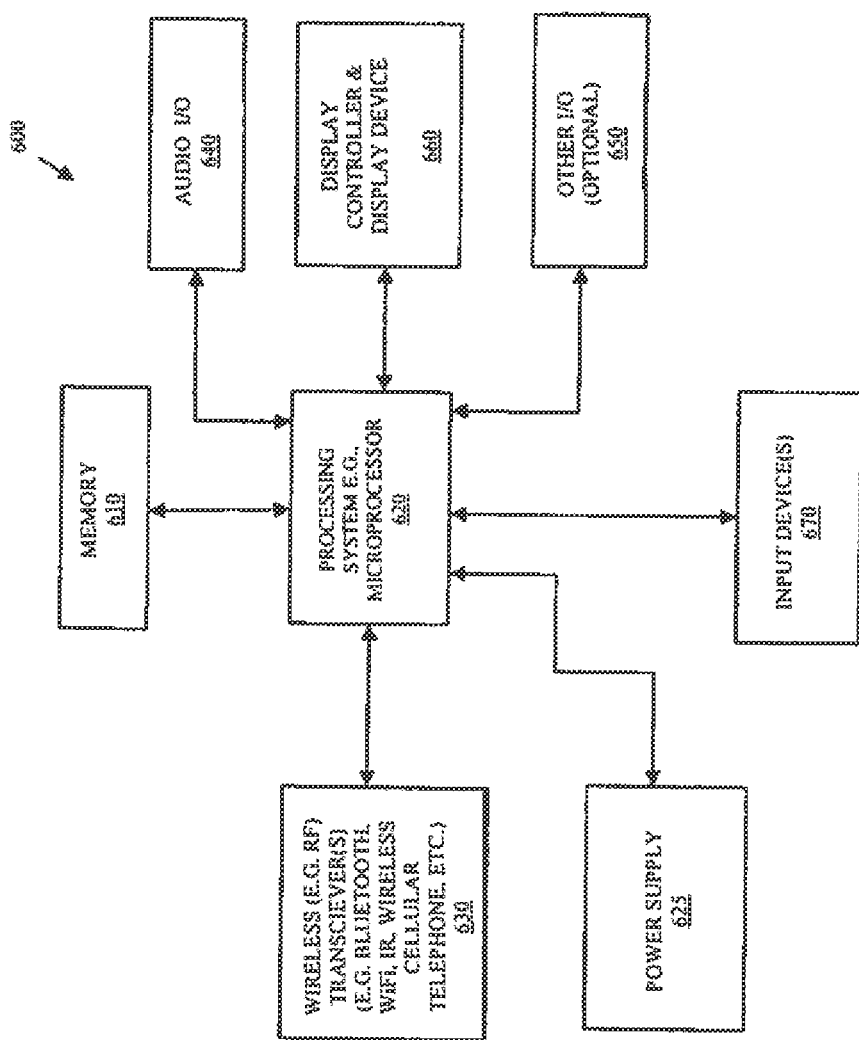 600
MEMORY
610
AUDIO I/O
640
WIRELESS (E.G. RF)
TRANSCIEVER(S)
(E.G. BLUETOOTH,
WiFi, IR, WIRELESS
CELLULAR
TELEPHONE, ETC.)
630
PROCESSING
SYSTEM E.G.,
MICROPROCESSOR
620
DISPLAY
CONTROLLER &
DISPLAY DEVICE
660
POWER SUPPLY
625
OTHER I/O
(OPTIONAL)
650
INPUT DEVICE(S)
670